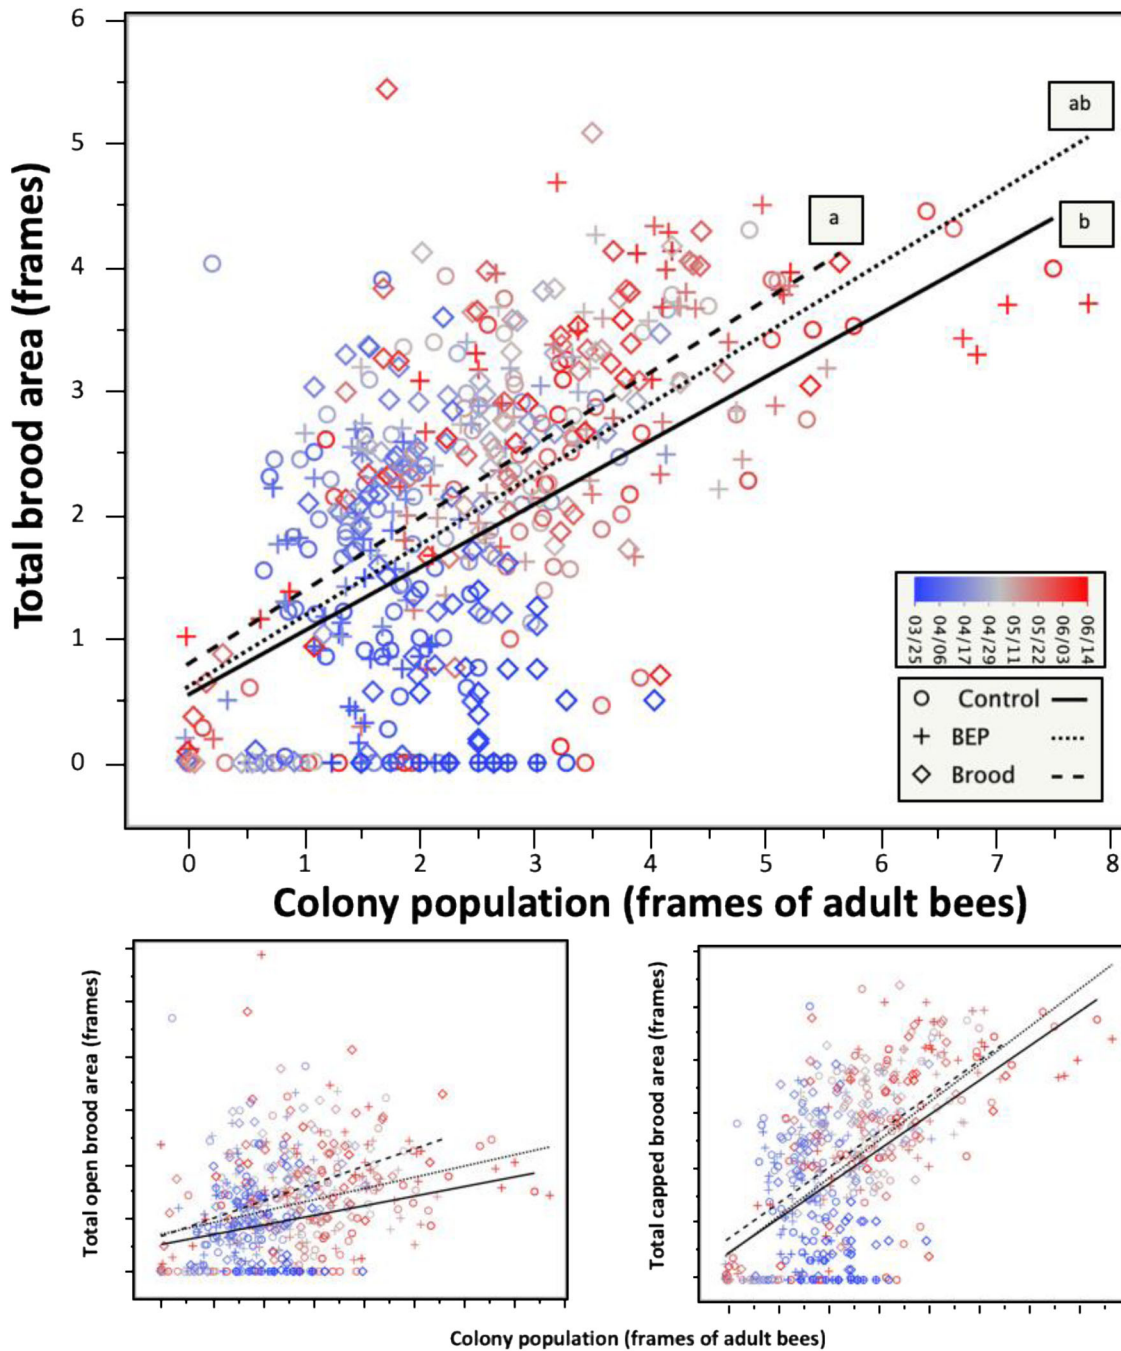 6
5
4
3
2
1
0
Total brood area (frames)
ab
a
b
03/25
04/06
04/17
04/29
05/11
05/22
06/03
06/14
Control
BEP
Brood
0 1 2 3 4 5 6 7 8
Colony population (frames of adult bees)
Total open brood area (frames)
Total capped brood area (frames)
Colony population (frames of adult bees)